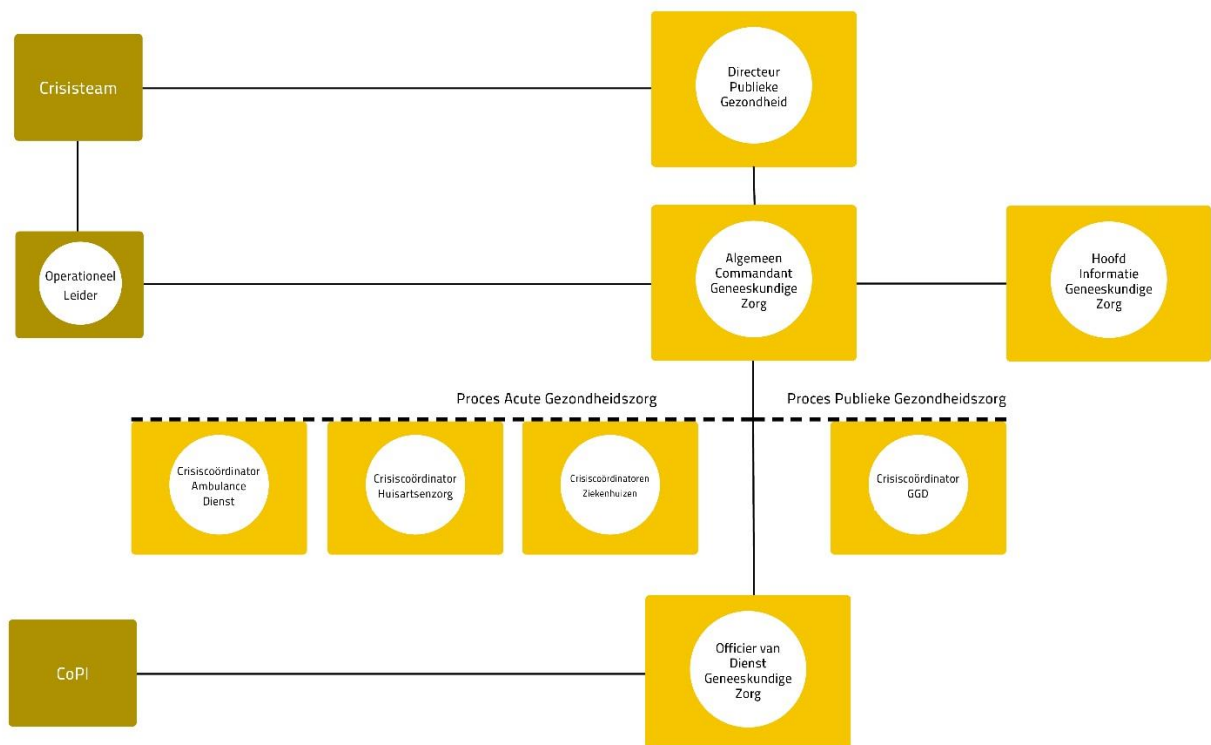 Crisisteam
Directeur
Publieke
Gezondheid
Operationeel
Leider
Algemeen
Commandant
Geneeskundige
Zorg
Hoofd
Informatie
Geneeskundige
Zorg
Proces Acute Gezondheidszorg
Proces Publieke Gezondheidszorg
Crisiscoördinator
Ambulance
Dienst
Crisiscoördinator
Huisartsenzorg
Crisiscoördinatoren
Ziekenhuizen
Crisiscoördinator
GGD
CoPI
Officier van
Dienst
Geneeskundige
Zorg